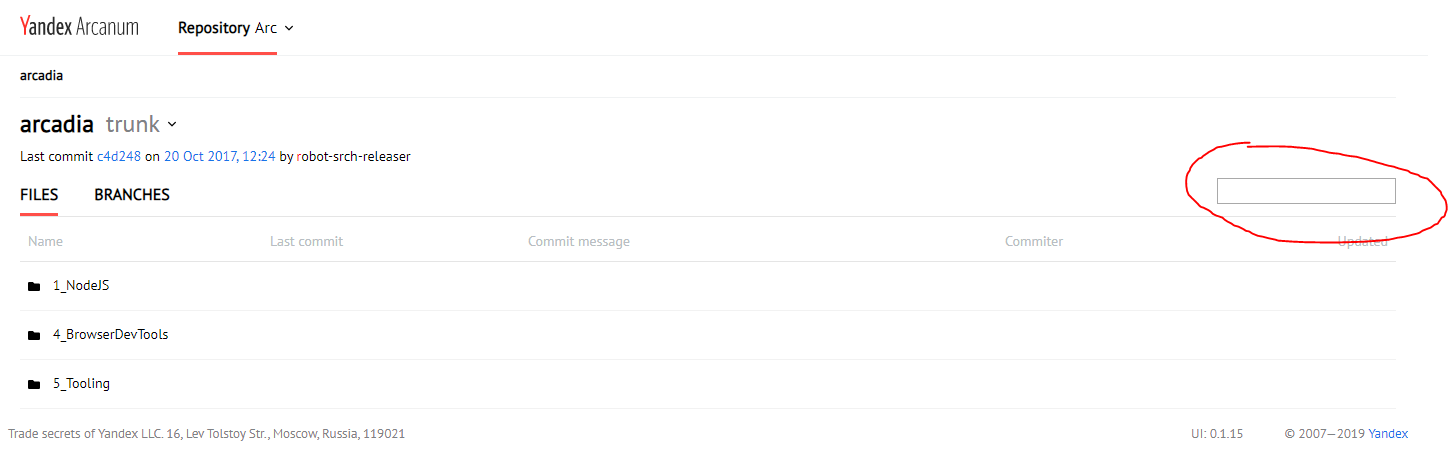 Yandex Arcanum Repository Arc
arcadia
arcadia trunk
Last commit c4d248 on 20 Oct 2017, 12:24 by robot-srch-releaser
FILES BRANCHES
Name Last commit Commit message Commiter Updated
1_NodeJS
4_BrowserDevTools
5_Tooling
Trade secrets of Yandex LLC. 16, Lev Tolstoy Str., Moscow, Russia, 119021 UI: 0.1.15 © 2007—2019 Yandex